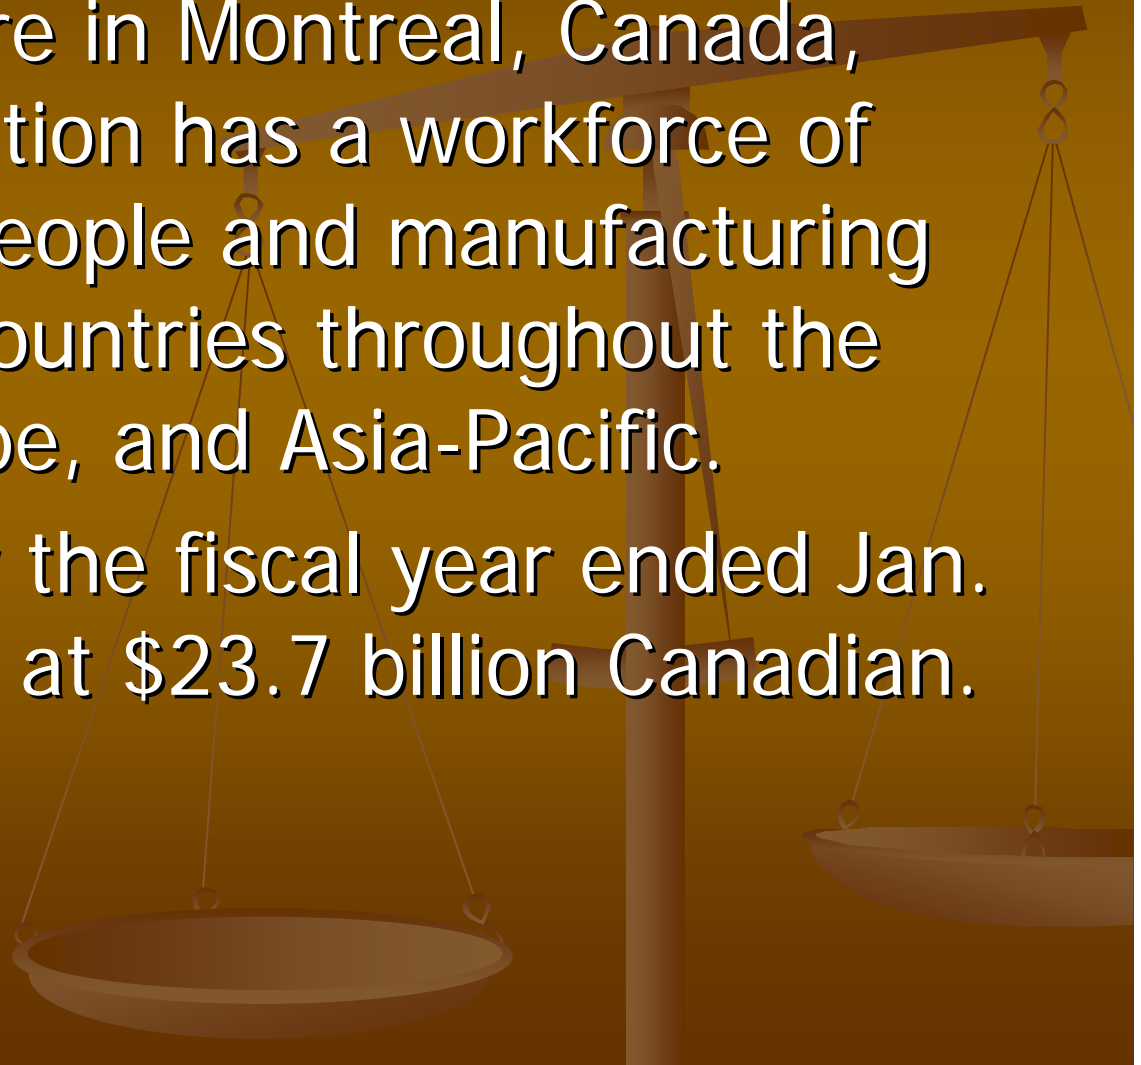 re in Montreal, Canada,
tion has a workforce of
eople and manufacturing
ountries throughout the
pe, and Asia-Pacific.
the fiscal year ended Jan.
at $23.7 billion Canadian.